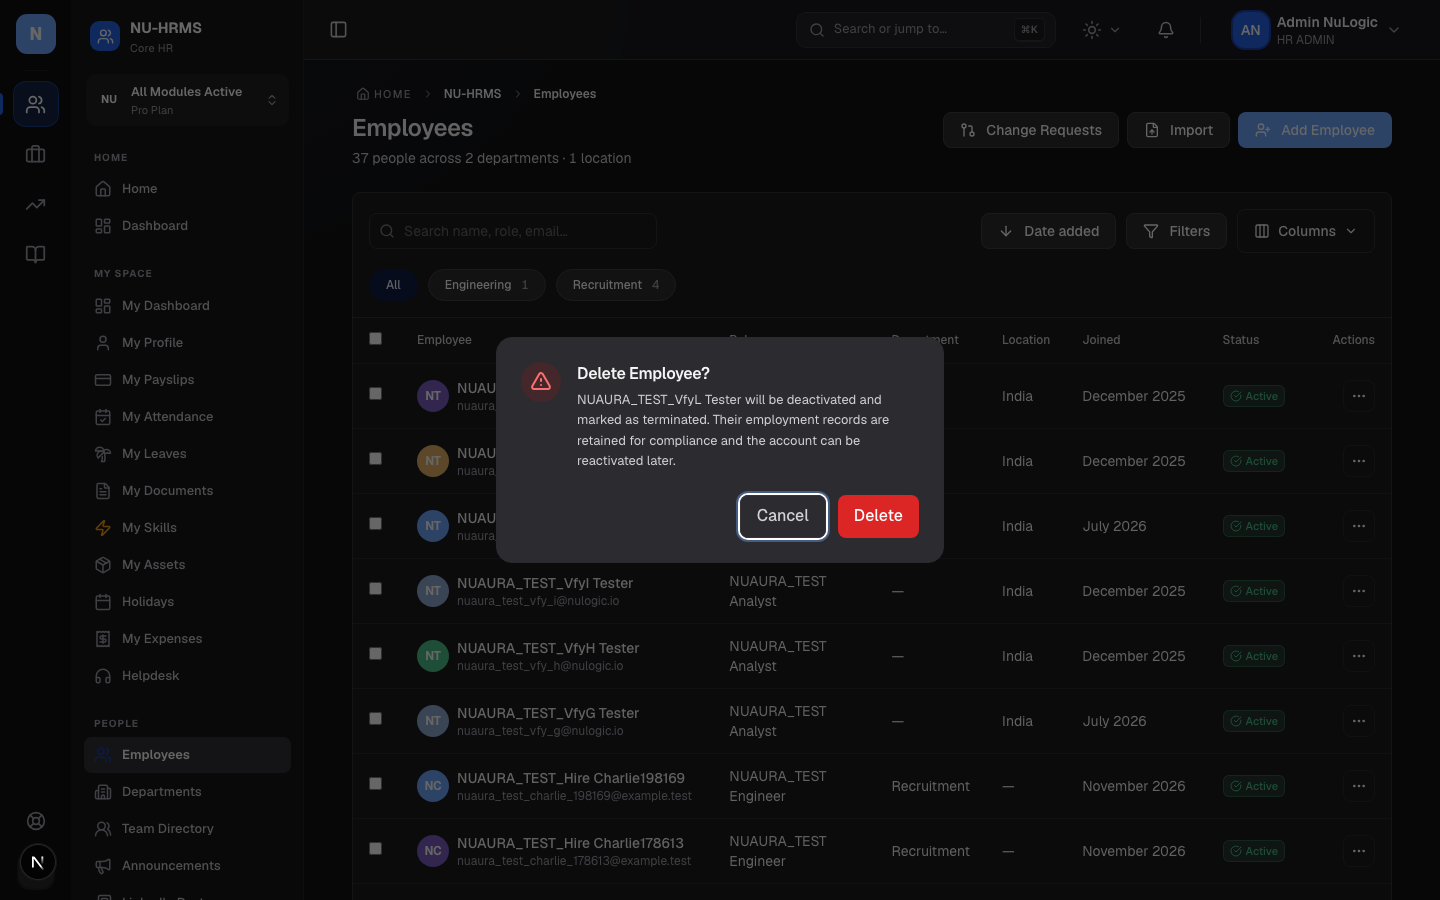 N
NU-HRMS
Core HR
NU
All Modules Active
Pro Plan
HOME
Home
Dashboard
MY SPACE
My Dashboard
My Profile
My Payslips
My Attendance
My Leaves
My Documents
My Skills
My Assets
Holidays
My Expenses
Helpdesk
PEOPLE
Employees
Departments
Team Directory
Announcements
N
Search or jump to...
⌘K
AN
Admin NuLogic
HR ADMIN
HOME > NU-HRMS > Employees
Employees
37 people across 2 departments · 1 location
Change Requests
Import
Add Employee
Search name, role, email...
Date added
Filters
Columns
All
Engineering 1
Recruitment 4
Employee
Location
Joined
Status
Actions
NT
India
December 2025
Active
NT
India
December 2025
Active
NT
India
July 2026
Active
Delete Employee?
NUAURA_TEST_VfyL Tester will be deactivated and
marked as terminated. Their employment records are
retained for compliance and the account can be
reactivated later.
Cancel
Delete
NT
NUAURA_TEST_VfyI Tester
nuaura_test_vfy_i@nulogic.io
NUAURA_TEST
Analyst
—
India
December 2025
Active
NT
NUAURA_TEST_VfyH Tester
nuaura_test_vfy_h@nulogic.io
NUAURA_TEST
Analyst
—
India
December 2025
Active
NT
NUAURA_TEST_VfyG Tester
nuaura_test_vfy_g@nulogic.io
NUAURA_TEST
Analyst
—
India
July 2026
Active
NC
NUAURA_TEST_Hire Charlie198169
nuaura_test_charlie_198169@example.test
NUAURA_TEST
Engineer
Recruitment
—
November 2026
Active
NC
NUAURA_TEST_Hire Charlie178613
nuaura_test_charlie_178613@example.test
NUAURA_TEST
Engineer
Recruitment
—
November 2026
Active